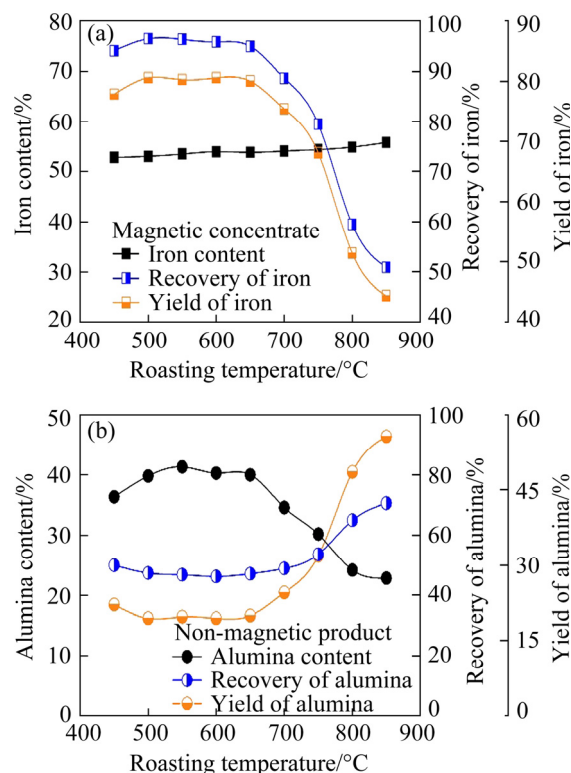 (a)
80
70
60
50
40
30
20
Iron content/%
100
90
80
70
60
50
40
Recovery of iron/%
90
80
70
60
50
40
Yield of iron/%
Magnetic concentrate
Iron content
Recovery of iron
Yield of iron
400 500 600 700 800 900
Roasting temperature/°C
(b)
50
40
30
20
10
0
Alumina content/%
100
80
60
40
20
0
Recovery of alumina/%
60
45
30
15
0
Yield of alumina/%
Non-magnetic product
Alumina content
Recovery of alumina
Yield of alumina
400 500 600 700 800 900
Roasting temperature/°C